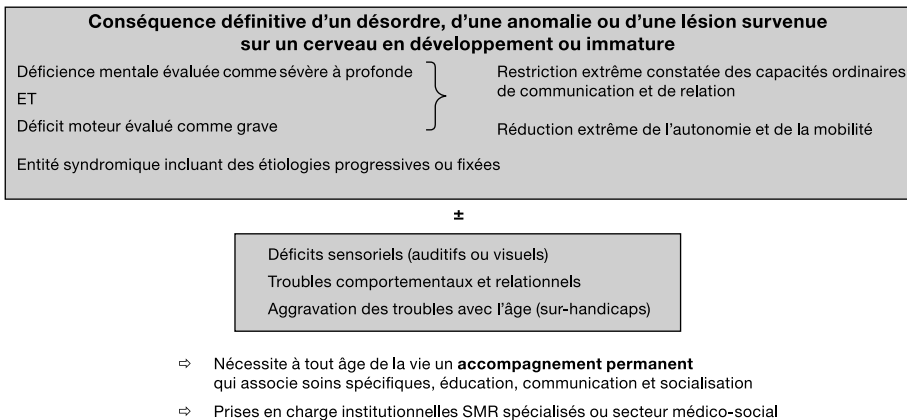 Conséquence définitive d’un désordre, d’une anomalie ou d’une lésion survenue
sur un cerveau en développement ou immature
Déficience mentale évaluée comme sévère à profonde
ET
Déficit moteur évalué comme grave
Restriction extrême constatée des capacités ordinaires
de communication et de relation
Réduction extrême de l’autonomie et de la mobilité
Entité syndromique incluant des étiologies progressives ou fixées
±
Déficits sensoriels (auditifs ou visuels)
Troubles comportementaux et relationnels
Aggravation des troubles avec l’âge (sur-handicaps)
⇨ Nécessite à tout âge de la vie un accompagnement permanent
qui associe soins spécifiques, éducation, communication et socialisation
⇨ Prises en charge institutionnelles SMR spécialisés ou secteur médico-social